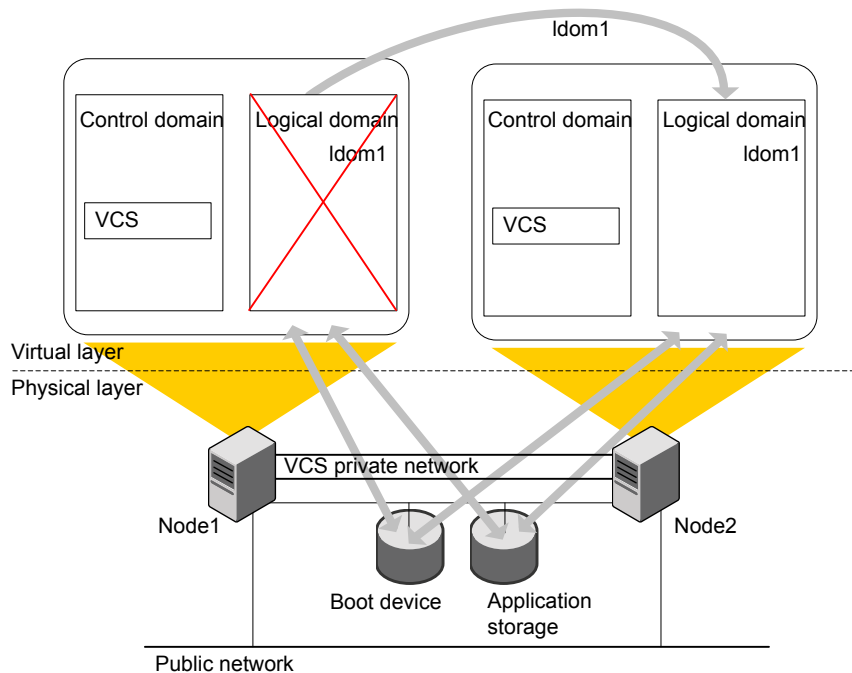 ldom1
Control domain
Logical domain
ldom1
VCS
Control domain
Logical domain
ldom1
VCS
Virtual layer
Physical layer
VCS private network
Node1
Node2
Boot device
Application
storage
Public network